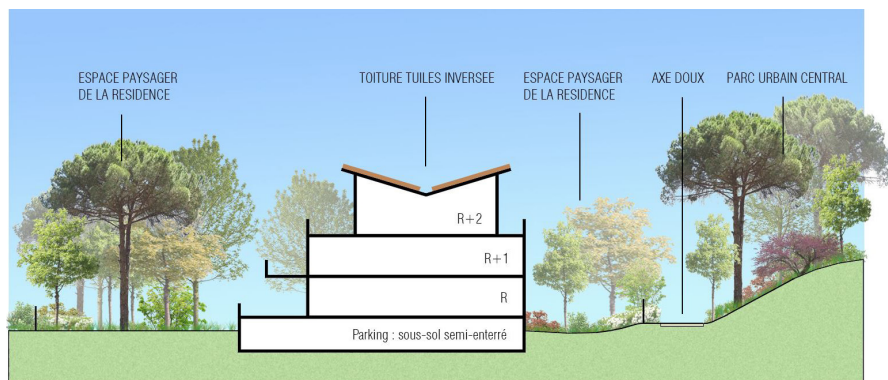 ESPACE PAYSAGER
DE LA RESIDENCE
TOITURE TUILES INVERSEE
ESPACE PAYSAGER
DE LA RESIDENCE
AXE DOUX
PARC URBAIN CENTRAL
R+2
R+1
R
Parking : sous-sol semi-enterré